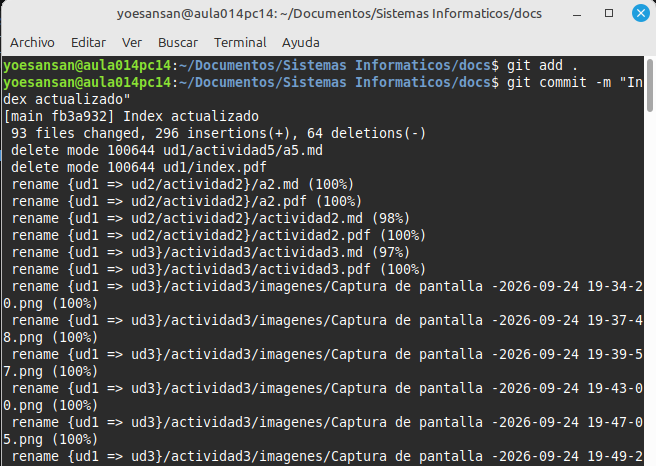 yoesansan@aula014pc14: ~/Documentos/Sistemas Informaticos/docs
Archivo Editar Ver Buscar Terminal Ayuda
yoesansan@aula014pc14:~/Documentos/Sistemas Informaticos/docs$ git add .
yoesansan@aula014pc14:~/Documentos/Sistemas Informaticos/docs$ git commit -m "In
dex actualizado"
[main fb3a932] Index actualizado
 93 files changed, 296 insertions(+), 64 deletions(-)
 delete mode 100644 ud1/actividad5/a5.md
 delete mode 100644 ud1/index.pdf
 rename {ud1 => ud2/actividad2}/a2.md (100%)
 rename {ud1 => ud2/actividad2}/a2.pdf (100%)
 rename {ud1 => ud2/actividad2}/actividad2.md (98%)
 rename {ud1 => ud2/actividad2}/actividad2.pdf (100%)
 rename {ud1 => ud3}/actividad3/actividad3.md (97%)
 rename {ud1 => ud3}/actividad3/actividad3.pdf (100%)
 rename {ud1 => ud3}/actividad3/imagenes/Captura de pantalla -2026-09-24 19-34-2
0.png (100%)
 rename {ud1 => ud3}/actividad3/imagenes/Captura de pantalla -2026-09-24 19-37-4
8.png (100%)
 rename {ud1 => ud3}/actividad3/imagenes/Captura de pantalla -2026-09-24 19-39-5
7.png (100%)
 rename {ud1 => ud3}/actividad3/imagenes/Captura de pantalla -2026-09-24 19-43-0
0.png (100%)
 rename {ud1 => ud3}/actividad3/imagenes/Captura de pantalla -2026-09-24 19-47-0
5.png (100%)
 rename {ud1 => ud3}/actividad3/imagenes/Captura de pantalla -2026-09-24 19-49-2